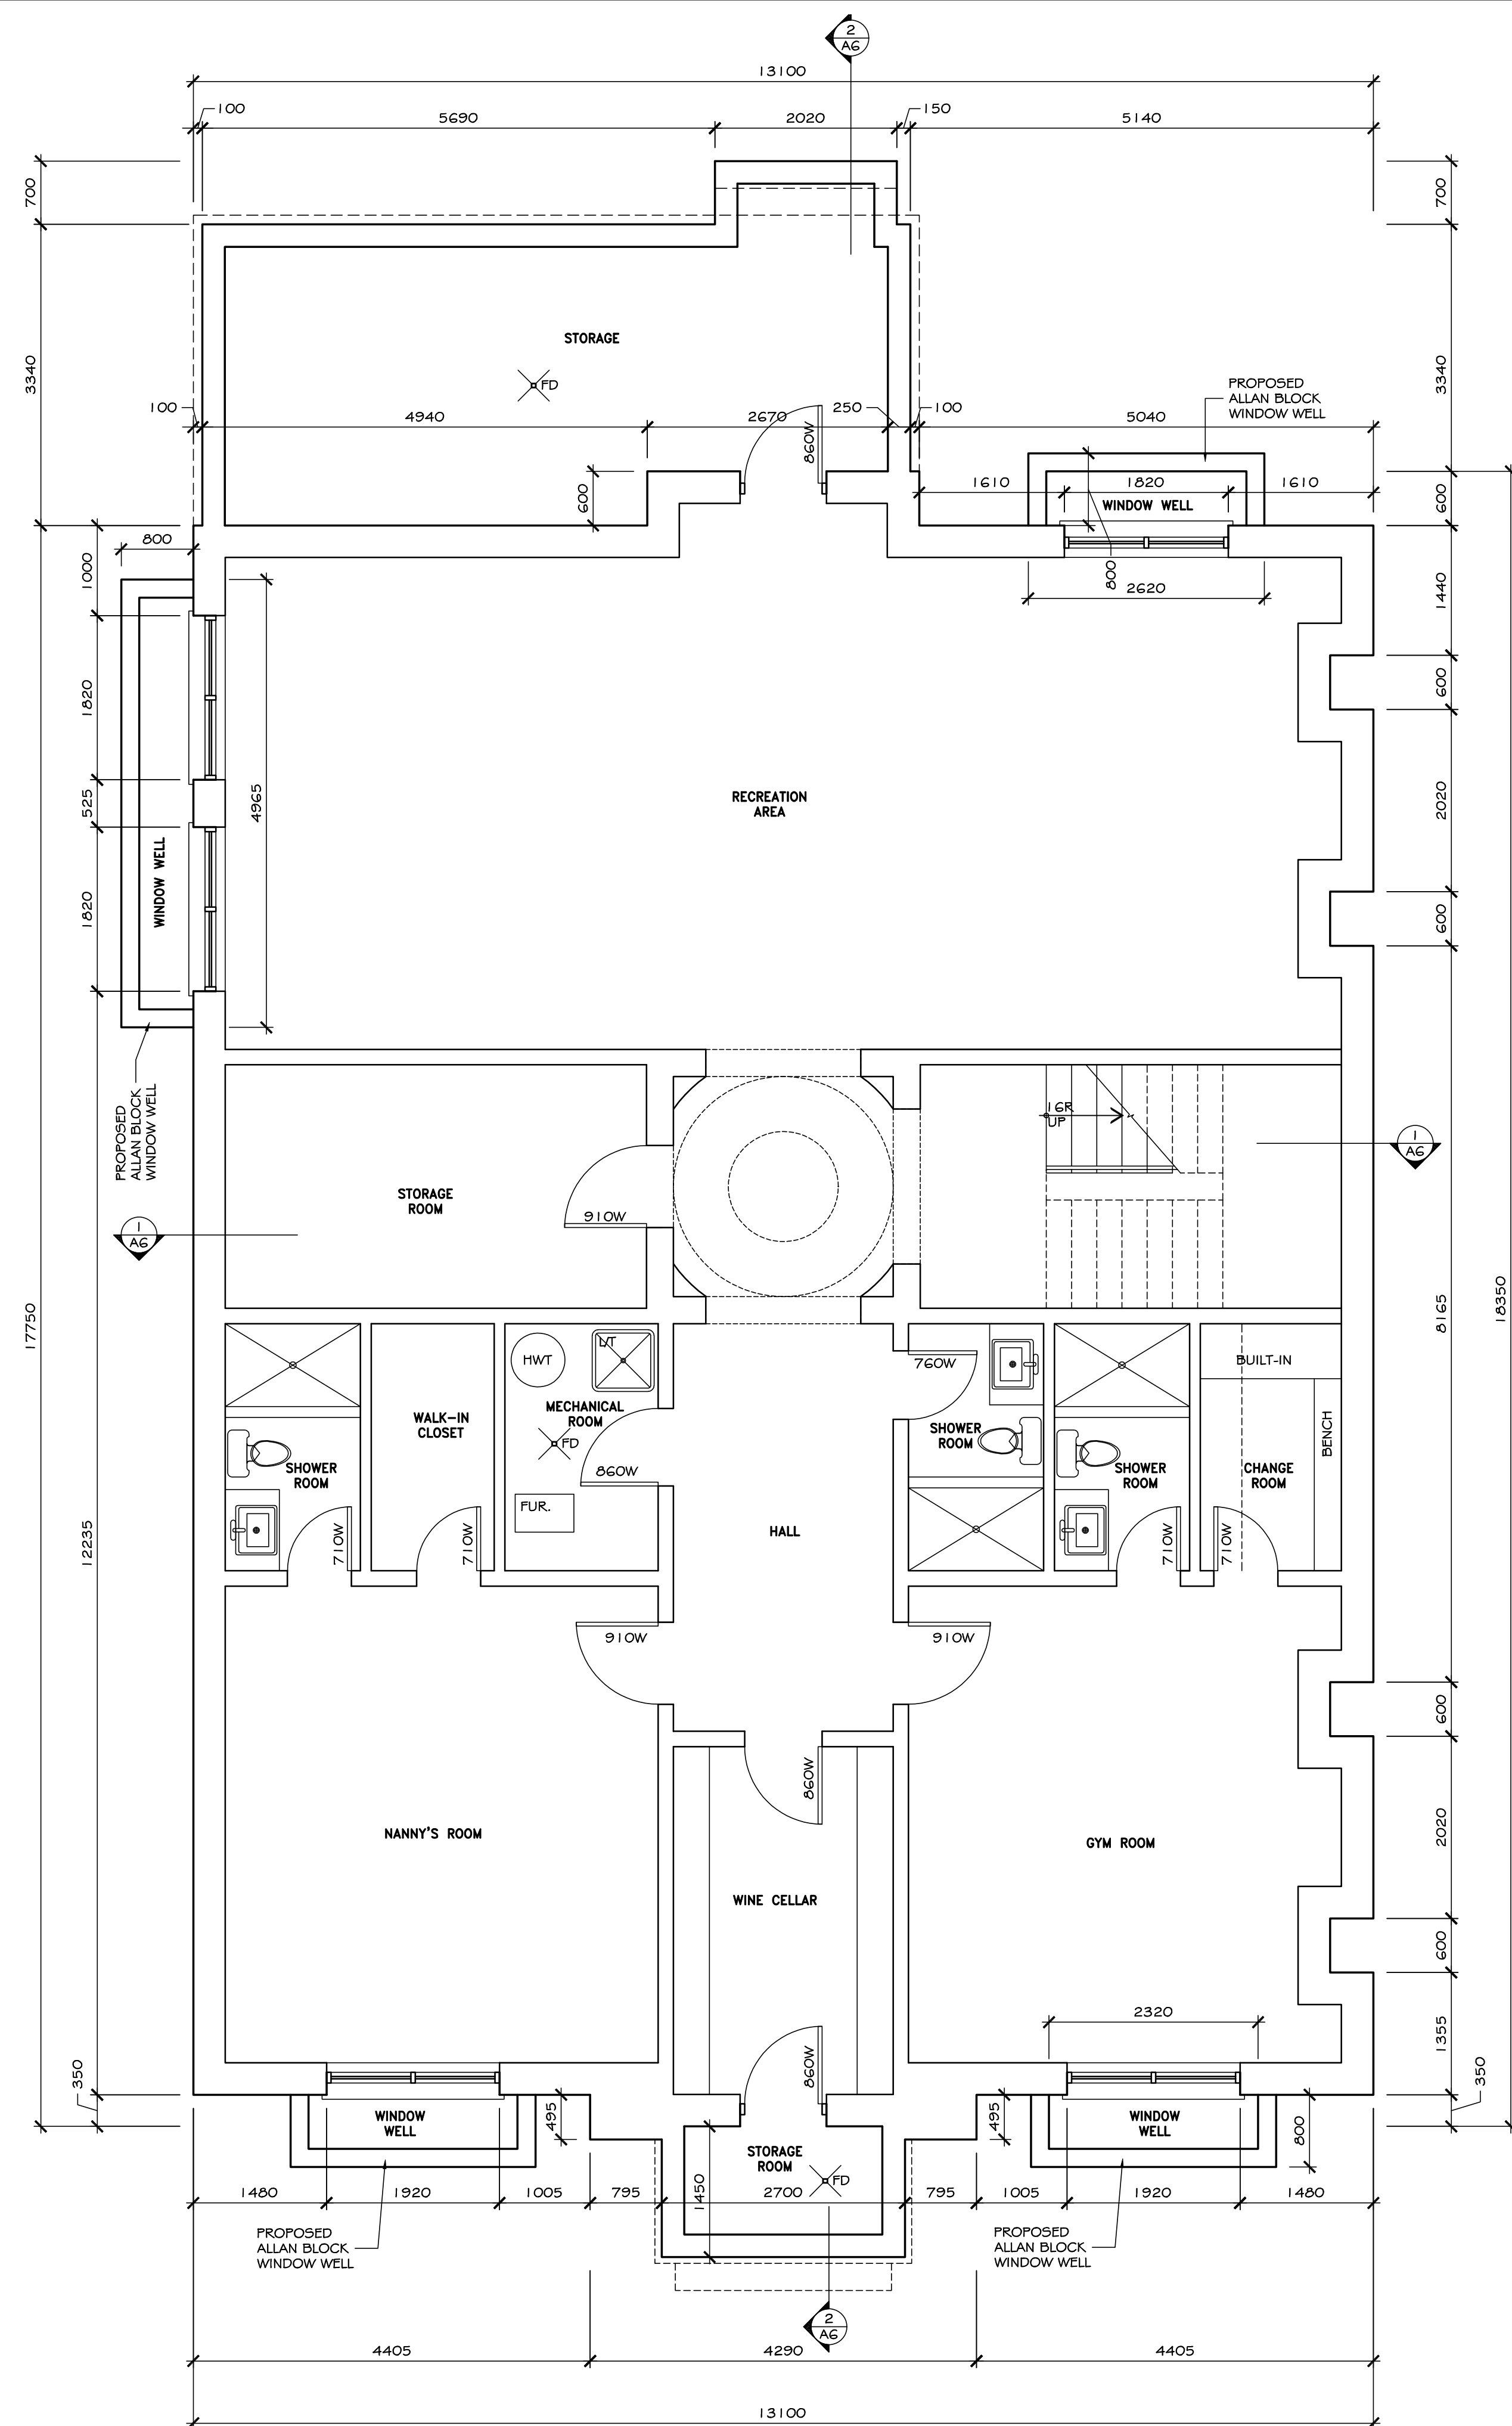 2
A6
13100
100
5690
2020
150
5140
700
700
STORAGE
FD
3340
3340
PROPOSED
ALLAN BLOCK
WINDOW WELL
100
4940
2670
250
100
5040
860W
600
1610
1820
1610
WINDOW WELL
600
800
1000
800
2620
1440
1820
600
525
4965
RECREATION
AREA
2020
WINDOW WELL
1820
600
PROPOSED
ALLAN BLOCK
WINDOW WELL
16R
UP
1
A6
STORAGE
ROOM
910W
1
A6
17750
8165
18350
HWT
LT
760W
BUILT-IN
MECHANICAL
ROOM
WALK-IN
CLOSET
FD
SHOWER
ROOM
BENCH
SHOWER
ROOM
860W
SHOWER
ROOM
CHANGE
ROOM
FUR.
HALL
12235
710W
710W
710W
710W
910W
910W
600
860W
NANNY'S ROOM
GYM ROOM
2020
WINE CELLAR
600
2320
1355
350
860W
350
WINDOW
WELL
495
495
WINDOW
WELL
800
STORAGE
ROOM
FD
1450
1480
1920
1005
795
2700
795
1005
1920
1480
PROPOSED
ALLAN BLOCK
WINDOW WELL
PROPOSED
ALLAN BLOCK
WINDOW WELL
2
A6
4405
4290
4405
13100